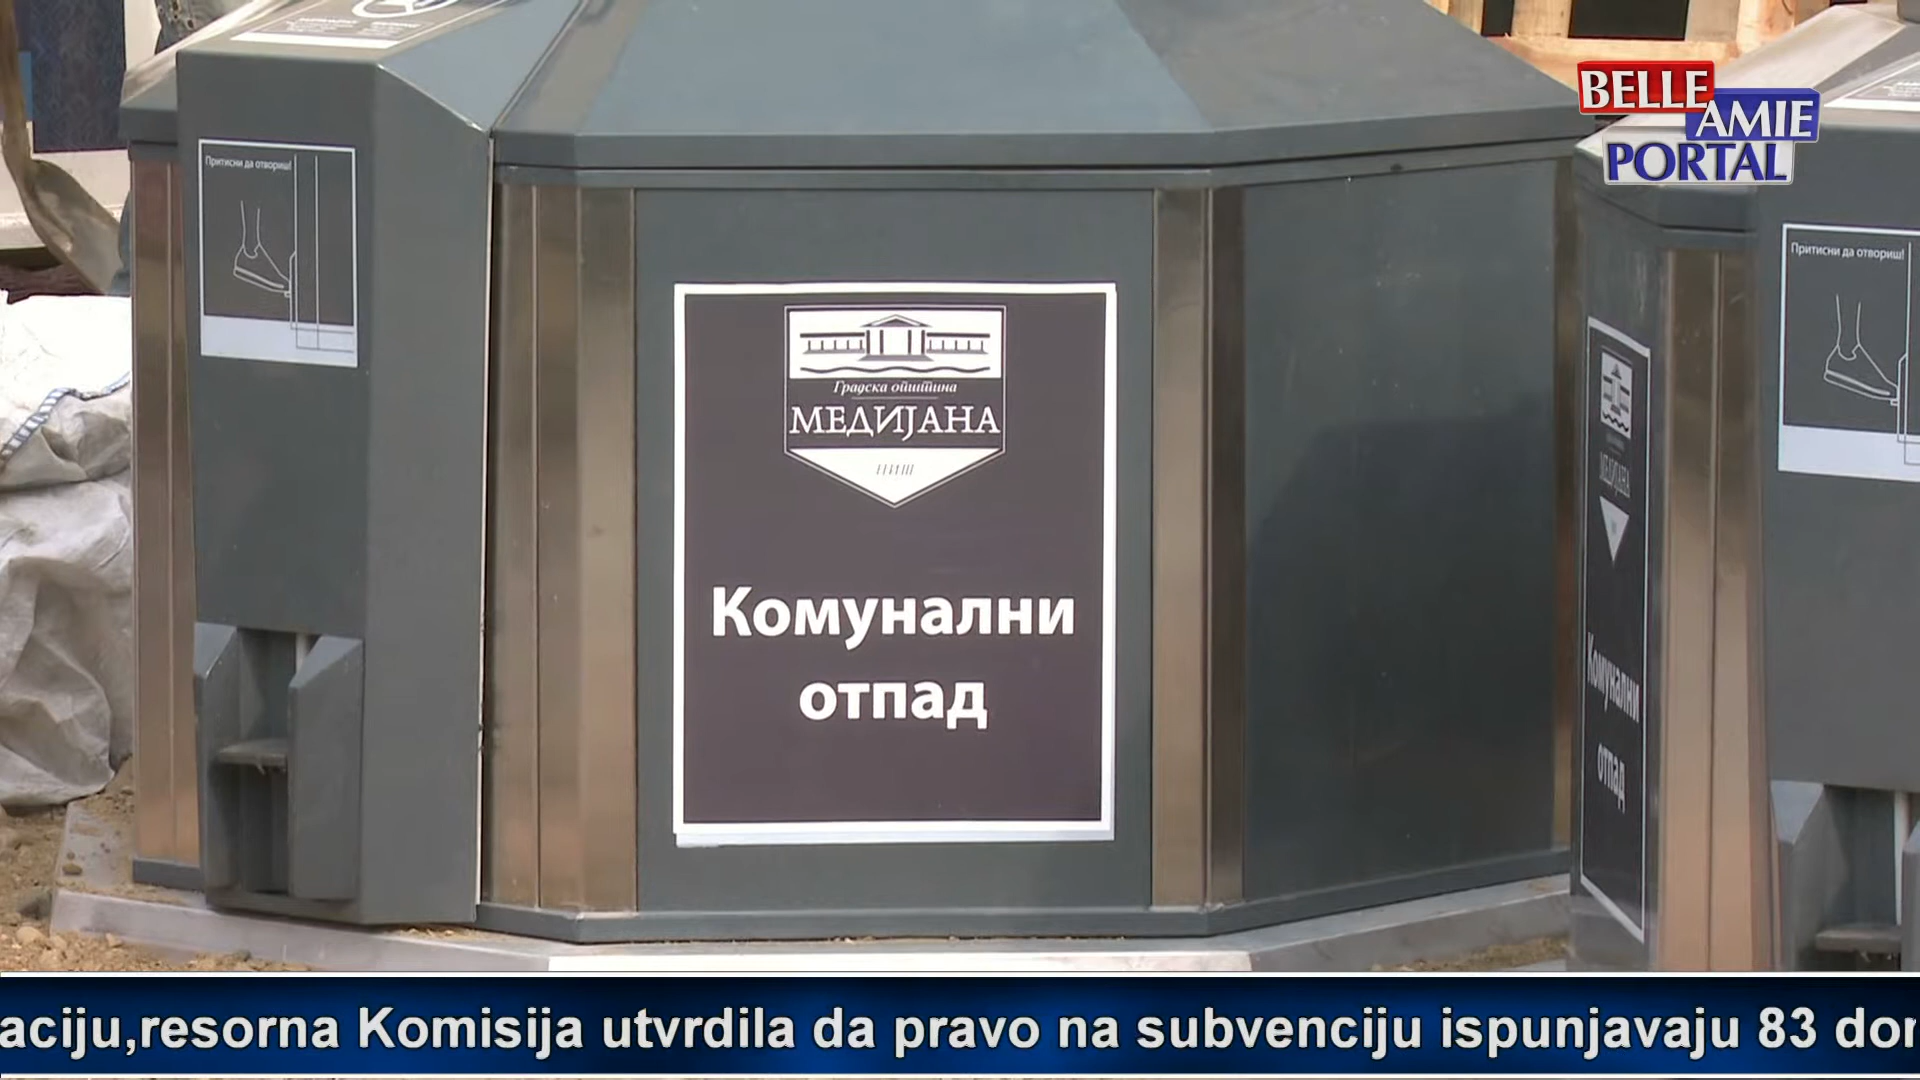 BELLE
AMIE
PORTAL
Притисни да отвориш!
Притисни да отвориш!
Градска општина
МЕДИЈАНА
НИШ
Комунални
отпад
МЕДИЈАНА
Комунални
отпад
aciju,resorna Komisija utvrdila da pravo na subvenciju ispunjavaju 83 dom